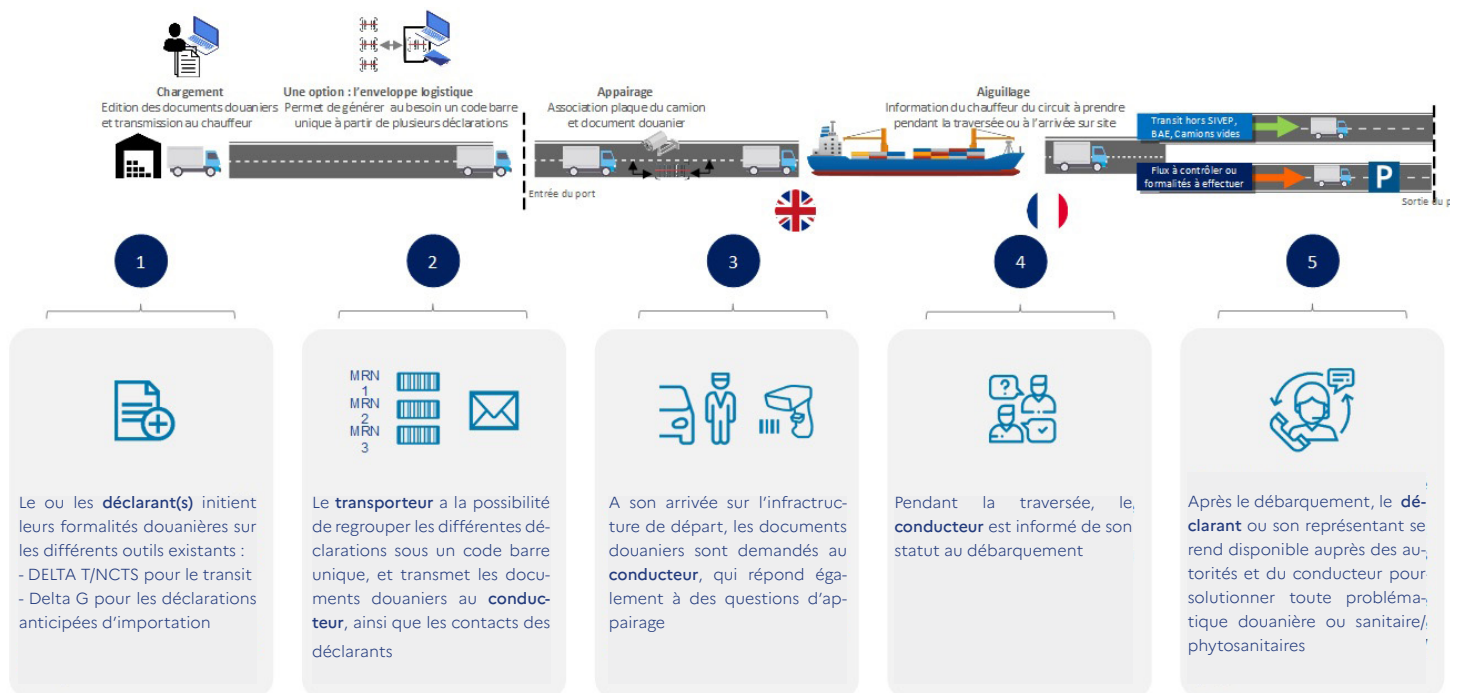 Chargement
Edition des documents douaniers
et transmission au chauffeur
Une option : l'enveloppe logistique
Permet de générer au besoin un code barre
unique à partir de plusieurs déclarations
Appairage
Association plaque du camion
et document douanier
Aiguillage
Information du chauffeur du circuit à prendre
pendant la traversée ou à l'arrivée sur site
Transit hors SIVEP,
BAE, Camions vides
Flux à contrôler ou
formalités à effectuer
P
Entrée du port
Sortie du p
1
2
3
4
5
MRN
1
MRN
2
MRN
3
?
Le ou les déclarant(s) initient
leurs formalités douanières sur
les différents outils existants :
- DELTA T/NCTS pour le transit
- Delta G pour les déclarations
anticipées d'importation
Le transporteur a la possibilité
de regrouper les différentes dé-
clarations sous un code barre
unique, et transmet les docu-
ments douaniers au conduc-
teur, ainsi que les contacts des
déclarants
A son arrivée sur l'infractruc-
ture de départ, les documents
douaniers sont demandés au
conducteur, qui répond éga-
lement à des questions d'ap-
pairage
Pendant la traversée, le
conducteur est informé de son
statut au débarquement
Après le débarquement, le dé-
clarant ou son représentant se
rend disponible auprès des au-
torités et du conducteur pour
solutionner toute probléma-
tique douanière ou sanitaire/
phytosanitaires